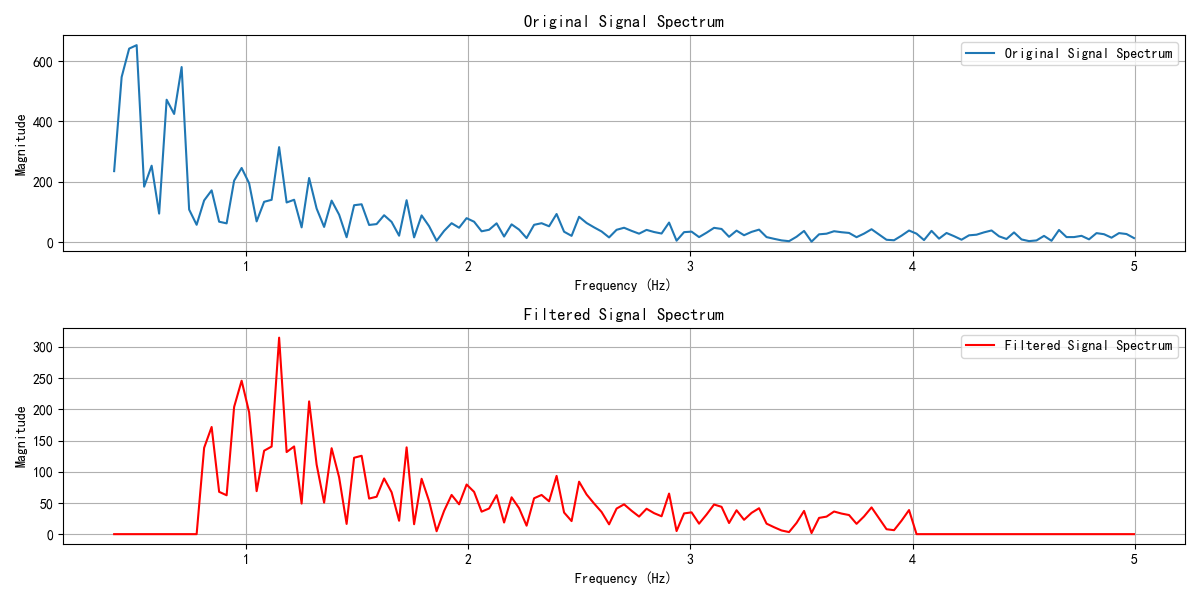 Original Signal Spectrum
Original Signal Spectrum
600
400
200
0
Magnitude
1 2 3 4 5
Frequency (Hz)
Filtered Signal Spectrum
Filtered Signal Spectrum
300
250
200
150
100
50
0
Magnitude
1 2 3 4 5
Frequency (Hz)